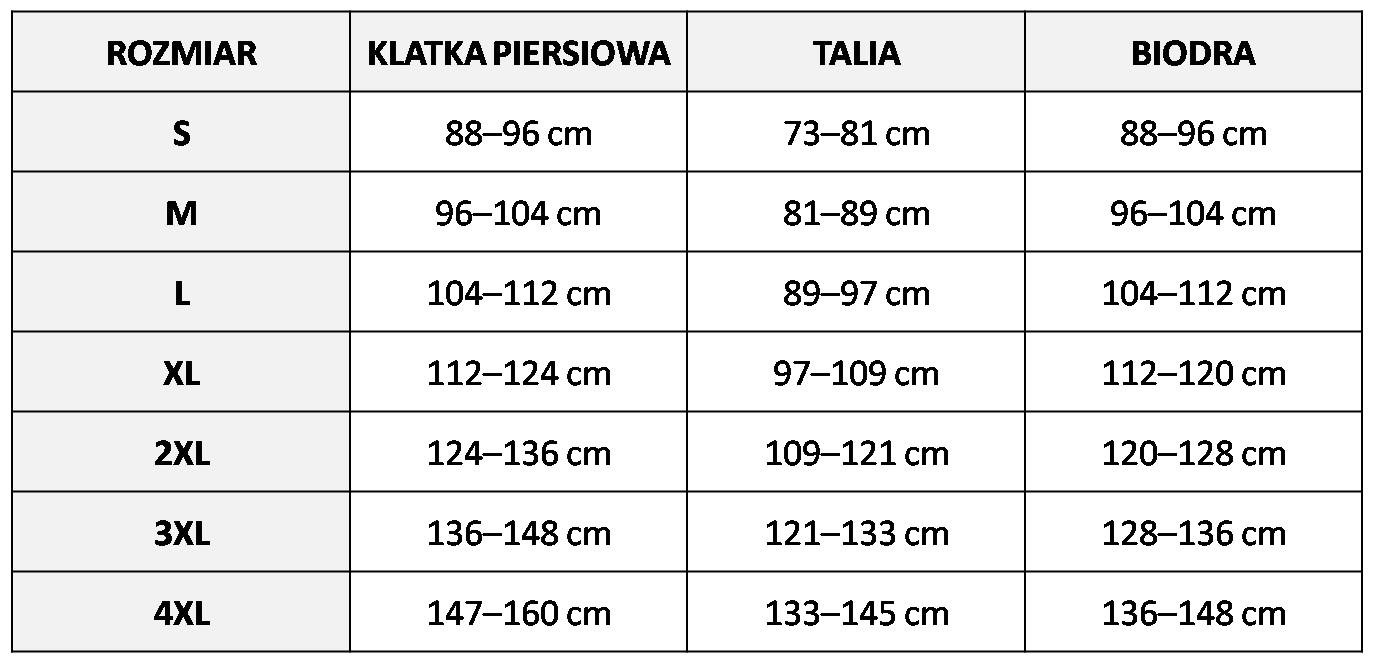 ROZMIAR KLATKA PIERSIOWA TALIA BIODRA
S 88–96 cm 73–81 cm 88–96 cm
M 96–104 cm 81–89 cm 96–104 cm
L 104–112 cm 89–97 cm 104–112 cm
XL 112–124 cm 97–109 cm 112–120 cm
2XL 124–136 cm 109–121 cm 120–128 cm
3XL 136–148 cm 121–133 cm 128–136 cm
4XL 147–160 cm 133–145 cm 136–148 cm